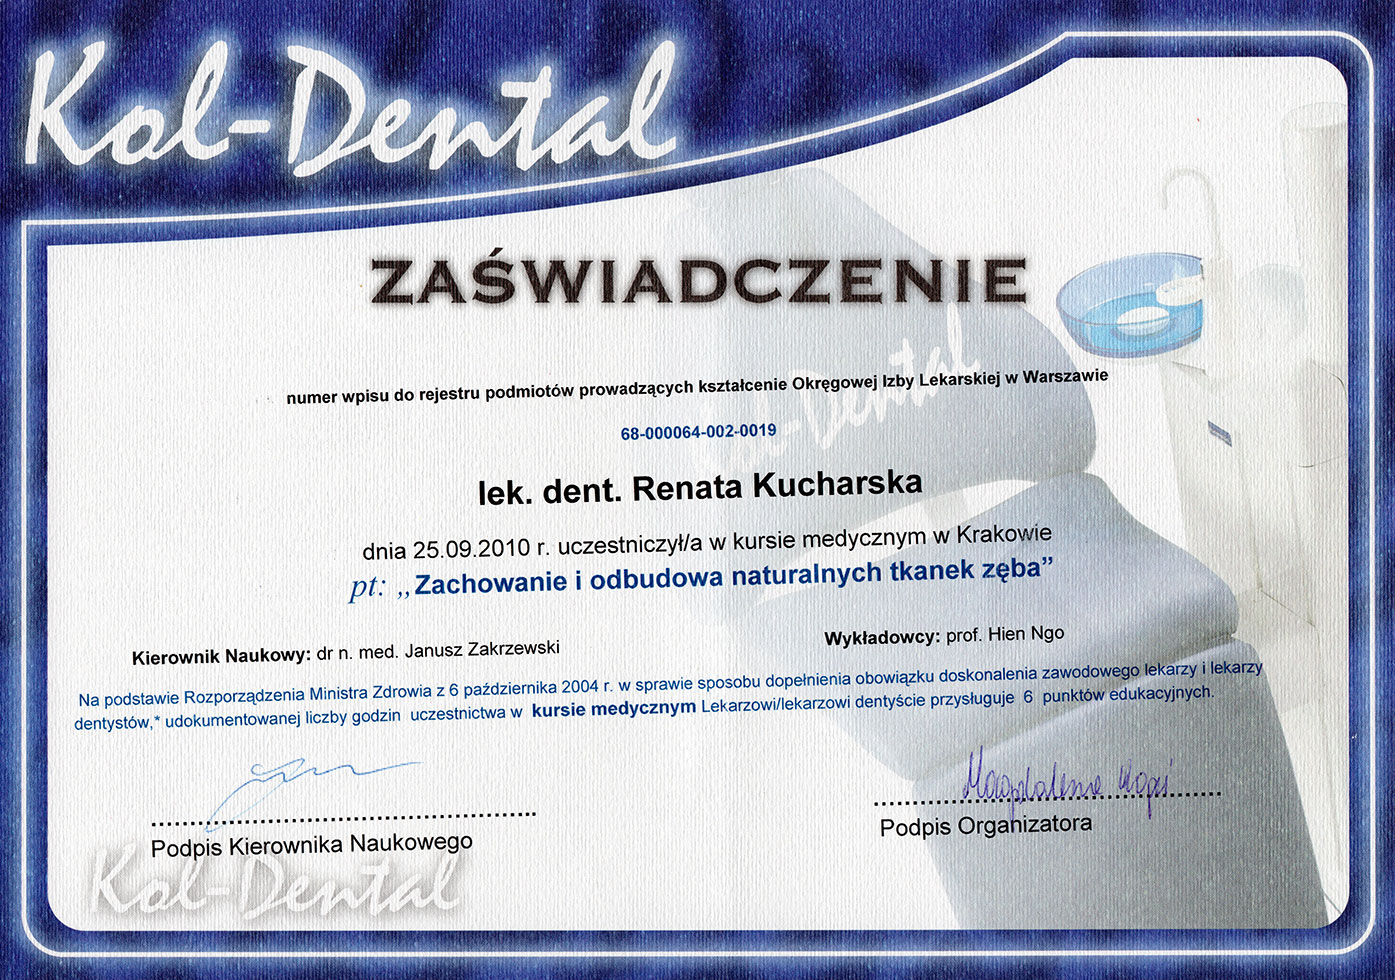 Kol-Dental
ZAŚWIADCZENIE
numer wpisu do rejestru podmiotów prowadzących kształcenie Okręgowej Izby Lekarskiej w Warszawie
Kol-Dental
68-000064-002-0019
lek. dent. Renata Kucharska
dnia 25.09.2010 r. uczestniczył/a w kursie medycznym w Krakowie
pt: ,,Zachowanie i odbudowa naturalnych tkanek zęba”
Kierownik Naukowy: dr n. med. Janusz Zakrzewski
Wykładowcy: prof. Hien Ngo
Na podstawie Rozporządzenia Ministra Zdrowia z 6 października 2004 r. w sprawie sposobu dopełnienia obowiązku doskonalenia zawodowego lekarzy i lekarzy
dentystów,* udokumentowanej liczby godzin uczestnictwa w kursie medycznym Lekarzowi/lekarzowi dentyście przysługuje 6 punktów edukacyjnych.
Magdalena
Podpis Kierownika Naukowego
Podpis Organizatora
Kol-Dental